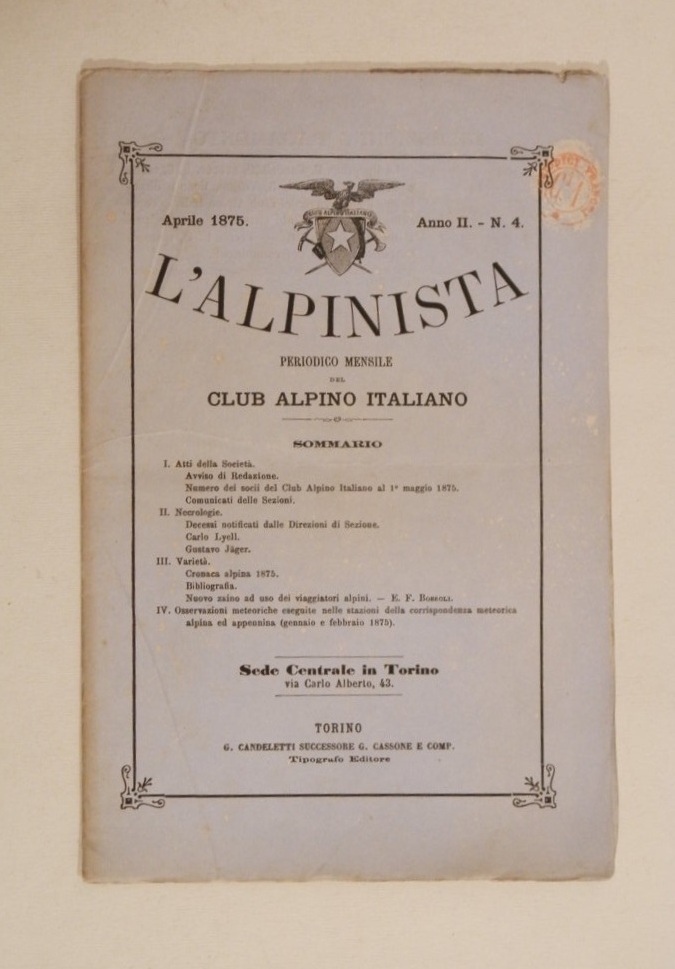 Aprile 1875.
Anno II. - N. 4.
CLUB ALPINO ITALIANO
L'ALPINISTA
PERIODICO MENSILE
DEL
CLUB ALPINO ITALIANO
SOMMARIO
I. Atti della Società.
Avviso di Redazione.
Numero dei socii del Club Alpino Italiano al 1º maggio 1875.
Comunicati delle Sezioni.
II. Necrologie.
Decessi notificati dalle Direzioni di Sezione.
Carlo Lyell.
Gustavo Jäger.
III. Varietà.
Cronaca alpina 1875.
Bibliografia.
Nuovo zaino ad uso dei viaggiatori alpini. — E. F. Bossoli.
IV. Osservazioni meteoriche eseguite nelle stazioni della corrispondenza meteorica
alpina ed appennina (gennaio e febbraio 1875).
Sede Centrale in Torino
via Carlo Alberto, 43.
TORINO
G. CANDELETTI SUCCESSORE G. CASSONE E COMP.
Tipografo Editore